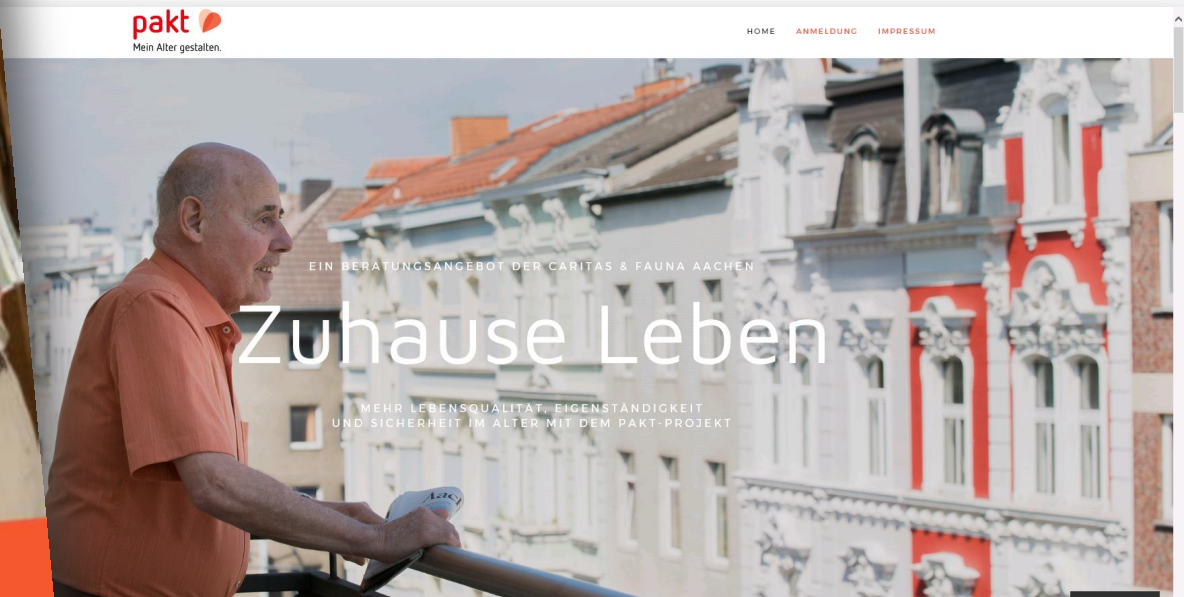 pakt
Mein Alter gestalten.
HOME ANMELDUNG IMPRESSUM
EIN BERATUNGSANGEBOT DER CARITAS & FAUNA AACHEN
Zuhause Leben
MEHR LEBENSQUALITÄT, EIGENSTÄNDIGKEIT
UND SICHERHEIT IM ALTER MIT DEM PAKT-PROJEKT
Aach